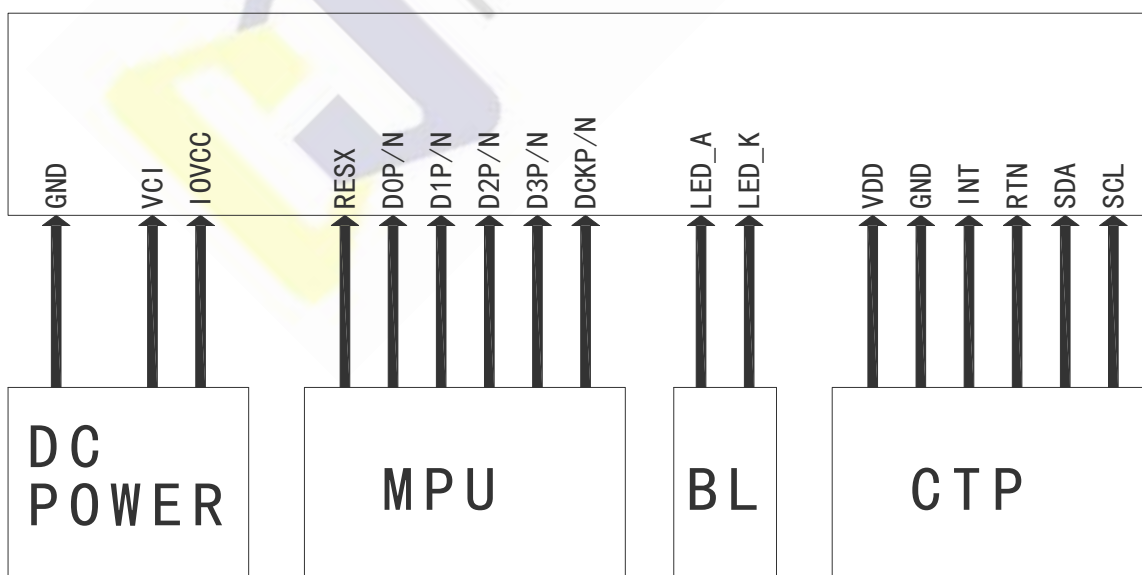 GND
VCI
IOVCC
RESX
D0P/N
D1P/N
D2P/N
D3P/N
DCKP/N
LED_A
LED_K
VDD
GND
INT
RTN
SDA
SCL
DC
POWER
MPU
BL
CTP